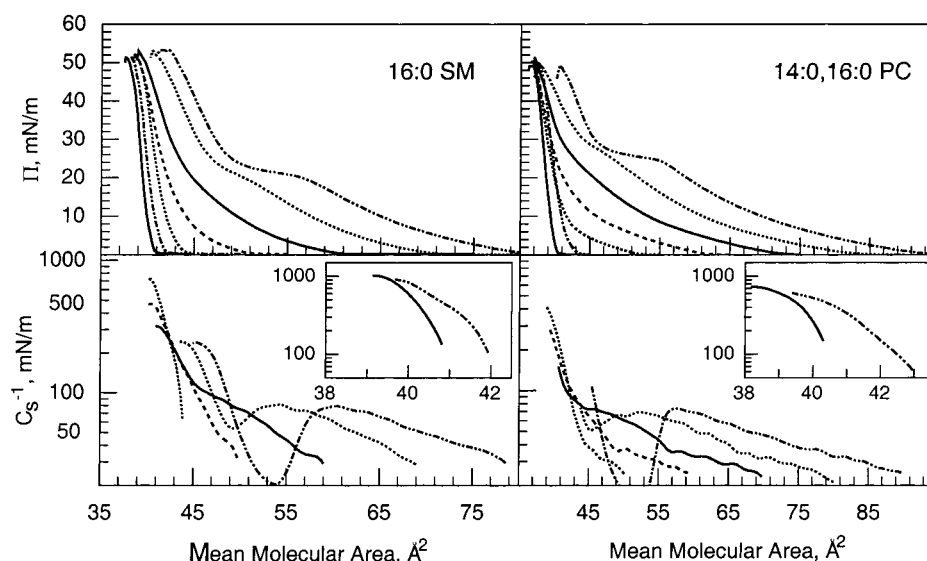 60
50
40
30
20
10
Π, mN/m
16:0 SM
14:0,16:0 PC
1000
500
100
50
Cs⁻¹, mN/m
1000
100
38 40 42
1000
100
38 40 42
35 45 55 65 75
45 55 65 75 85
Mean Molecular Area, Å²
Mean Molecular Area, Å²